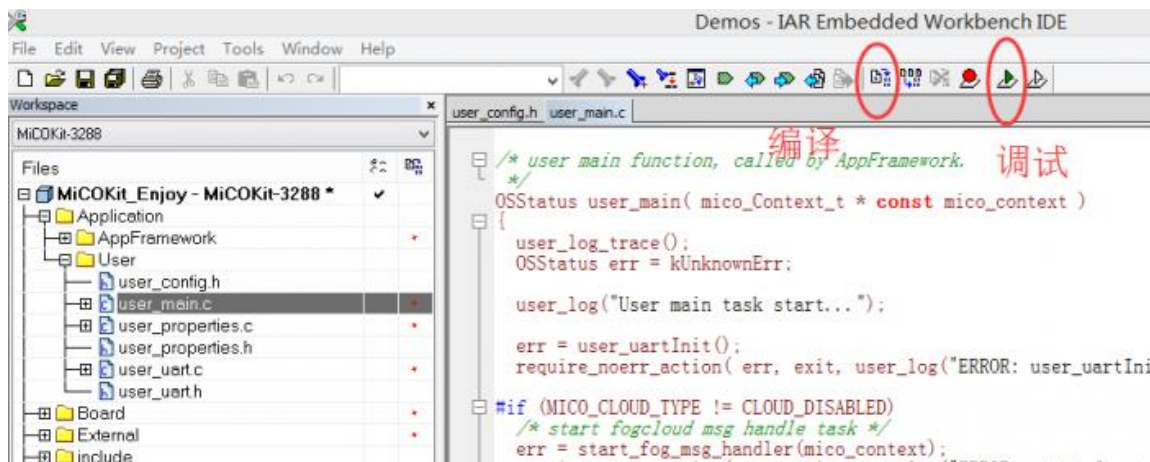 Demos - IAR Embedded Workbench IDE
File Edit View Project Tools Window Help
Workspace
MiCOKit-3288
Files
MiCOKit_Enjoy - MiCOKit-3288 *
Application
AppFramework
User
user_config.h
user_main.c
user_properties.c
user_properties.h
user_uart.c
user_uart.h
Board
External
include
user_config.h user_main.c
编译
调试
/* user main function, called by AppFramework.
*/
OSStatus user_main( mico_Context_t * const mico_context )
{
user_log_trace();
OSStatus err = kUnknownErr;
user_log("User main task start...");
err = user_uartInit();
require_noerr_action( err, exit, user_log("ERROR: user_uartIni
#if (MICO_CLOUD_TYPE != CLOUD_DISABLED)
/* start fogcloud msg handle task */
err = start_fog_msg_handler(mico_context);